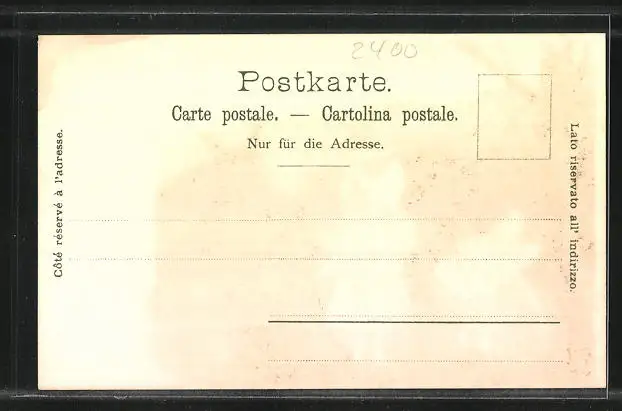 2400
Postkarte.
Carte postale. — Cartolina postale.
Nur für die Adresse.
Côté réservé à l'adresse.
Lato riservato all' indirizzo.